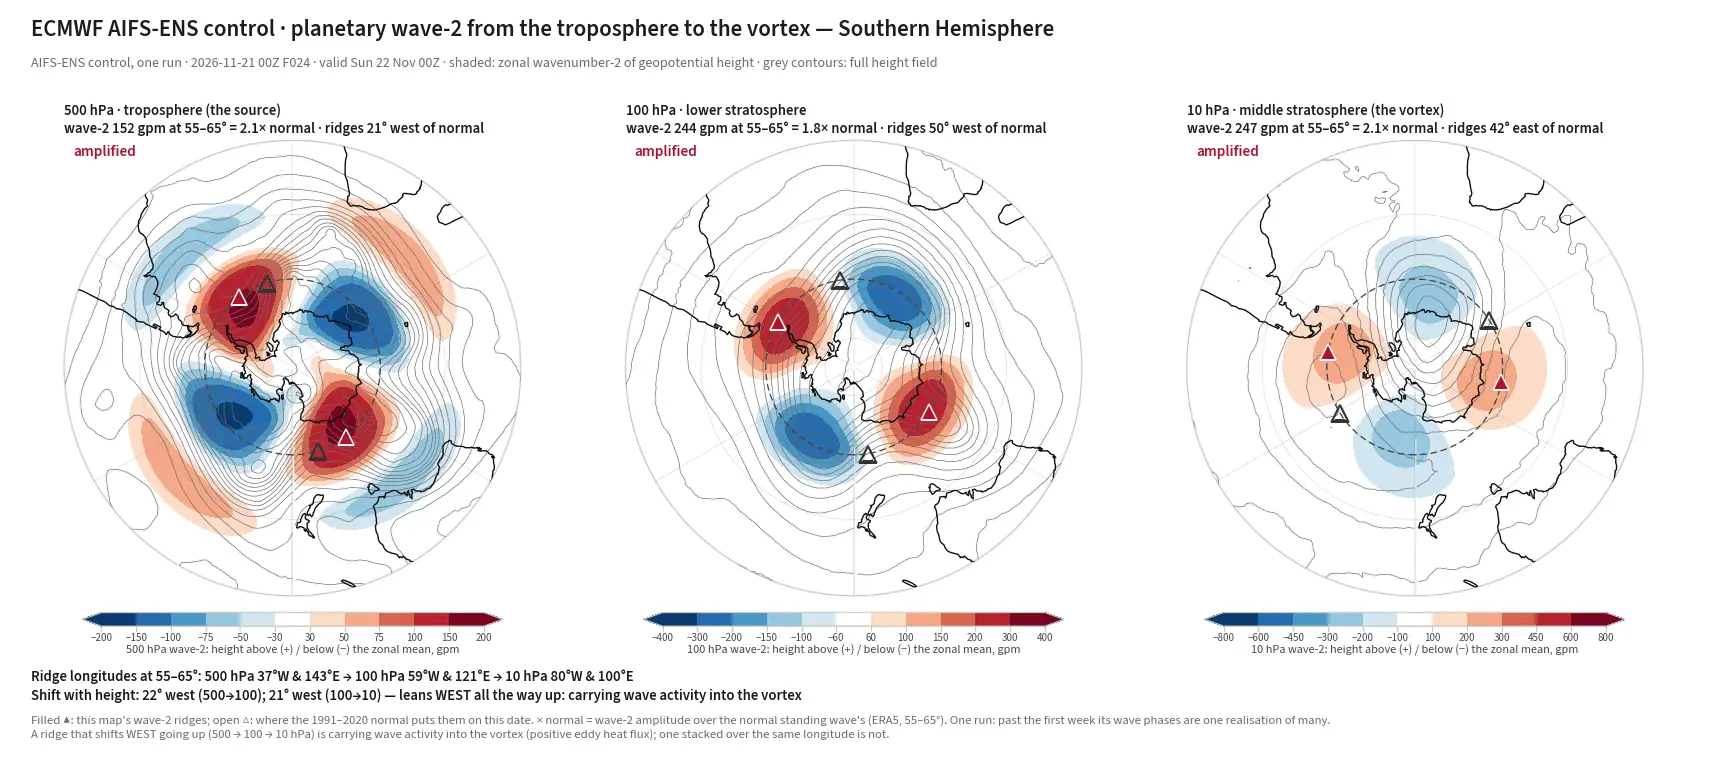 ECMWF AIFS-ENS control · planetary wave-2 from the troposphere to the vortex — Southern Hemisphere
AIFS-ENS control, one run · 2026-11-21 00Z F024 · valid Sun 22 Nov 00Z · shaded: zonal wavenumber-2 of geopotential height · grey contours: full height field
500 hPa · troposphere (the source)
wave-2 152 gpm at 55–65° = 2.1× normal · ridges 21° west of normal
amplified
100 hPa · lower stratosphere
wave-2 244 gpm at 55–65° = 1.8× normal · ridges 50° west of normal
amplified
10 hPa · middle stratosphere (the vortex)
wave-2 247 gpm at 55–65° = 2.1× normal · ridges 42° east of normal
amplified
−200 −150 −100 −75 −50 −30 30 50 75 100 150 200
500 hPa wave-2: height above (+) / below (−) the zonal mean, gpm
−400 −300 −200 −150 −100 −60 60 100 150 200 300 400
100 hPa wave-2: height above (+) / below (−) the zonal mean, gpm
−800 −600 −450 −300 −200 −100 100 200 300 450 600 800
10 hPa wave-2: height above (+) / below (−) the zonal mean, gpm
Ridge longitudes at 55–65°: 500 hPa 37°W & 143°E → 100 hPa 59°W & 121°E → 10 hPa 80°W & 100°E
Shift with height: 22° west (500→100); 21° west (100→10) — leans WEST all the way up: carrying wave activity into the vortex
Filled ▲: this map's wave-2 ridges; open △: where the 1991–2020 normal puts them on this date. × normal = wave-2 amplitude over the normal standing wave's (ERA5, 55–65°). One run: past the first week its wave phases are one realisation of many.
A ridge that shifts WEST going up (500 → 100 → 10 hPa) is carrying wave activity into the vortex (positive eddy heat flux); one stacked over the same longitude is not.